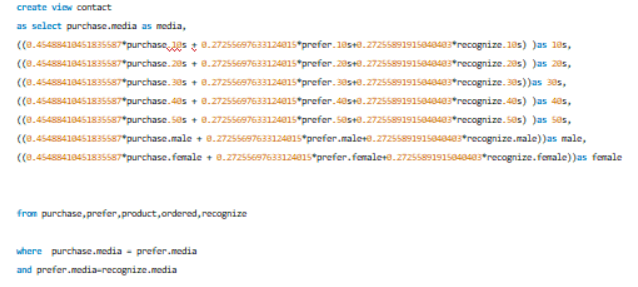 create view contact
as select purchase.media as media,
((0.45488410451835587*purchase.10s + 0.27255697633124015*prefer.10s+0.27255891915040403*recognize.10s) )as 10s,
((0.45488410451835587*purchase.20s + 0.27255697633124015*prefer.20s+0.27255891915040403*recognize.20s) )as 20s,
((0.45488410451835587*purchase.30s + 0.27255697633124015*prefer.30s+0.27255891915040403*recognize.30s))as 30s,
((0.45488410451835587*purchase.40s + 0.27255697633124015*prefer.40s+0.27255891915040403*recognize.40s) )as 40s,
((0.45488410451835587*purchase.50s + 0.27255697633124015*prefer.50s+0.27255891915040403*recognize.50s) )as 50s,
((0.45488410451835587*purchase.male + 0.27255697633124015*prefer.male+0.27255891915040403*recognize.male))as male,
((0.45488410451835587*purchase.female + 0.27255697633124015*prefer.female+0.27255891915040403*recognize.female))as female
from purchase,prefer,product,ordered,recognize
where purchase.media = prefer.media
and prefer.media=recognize.media